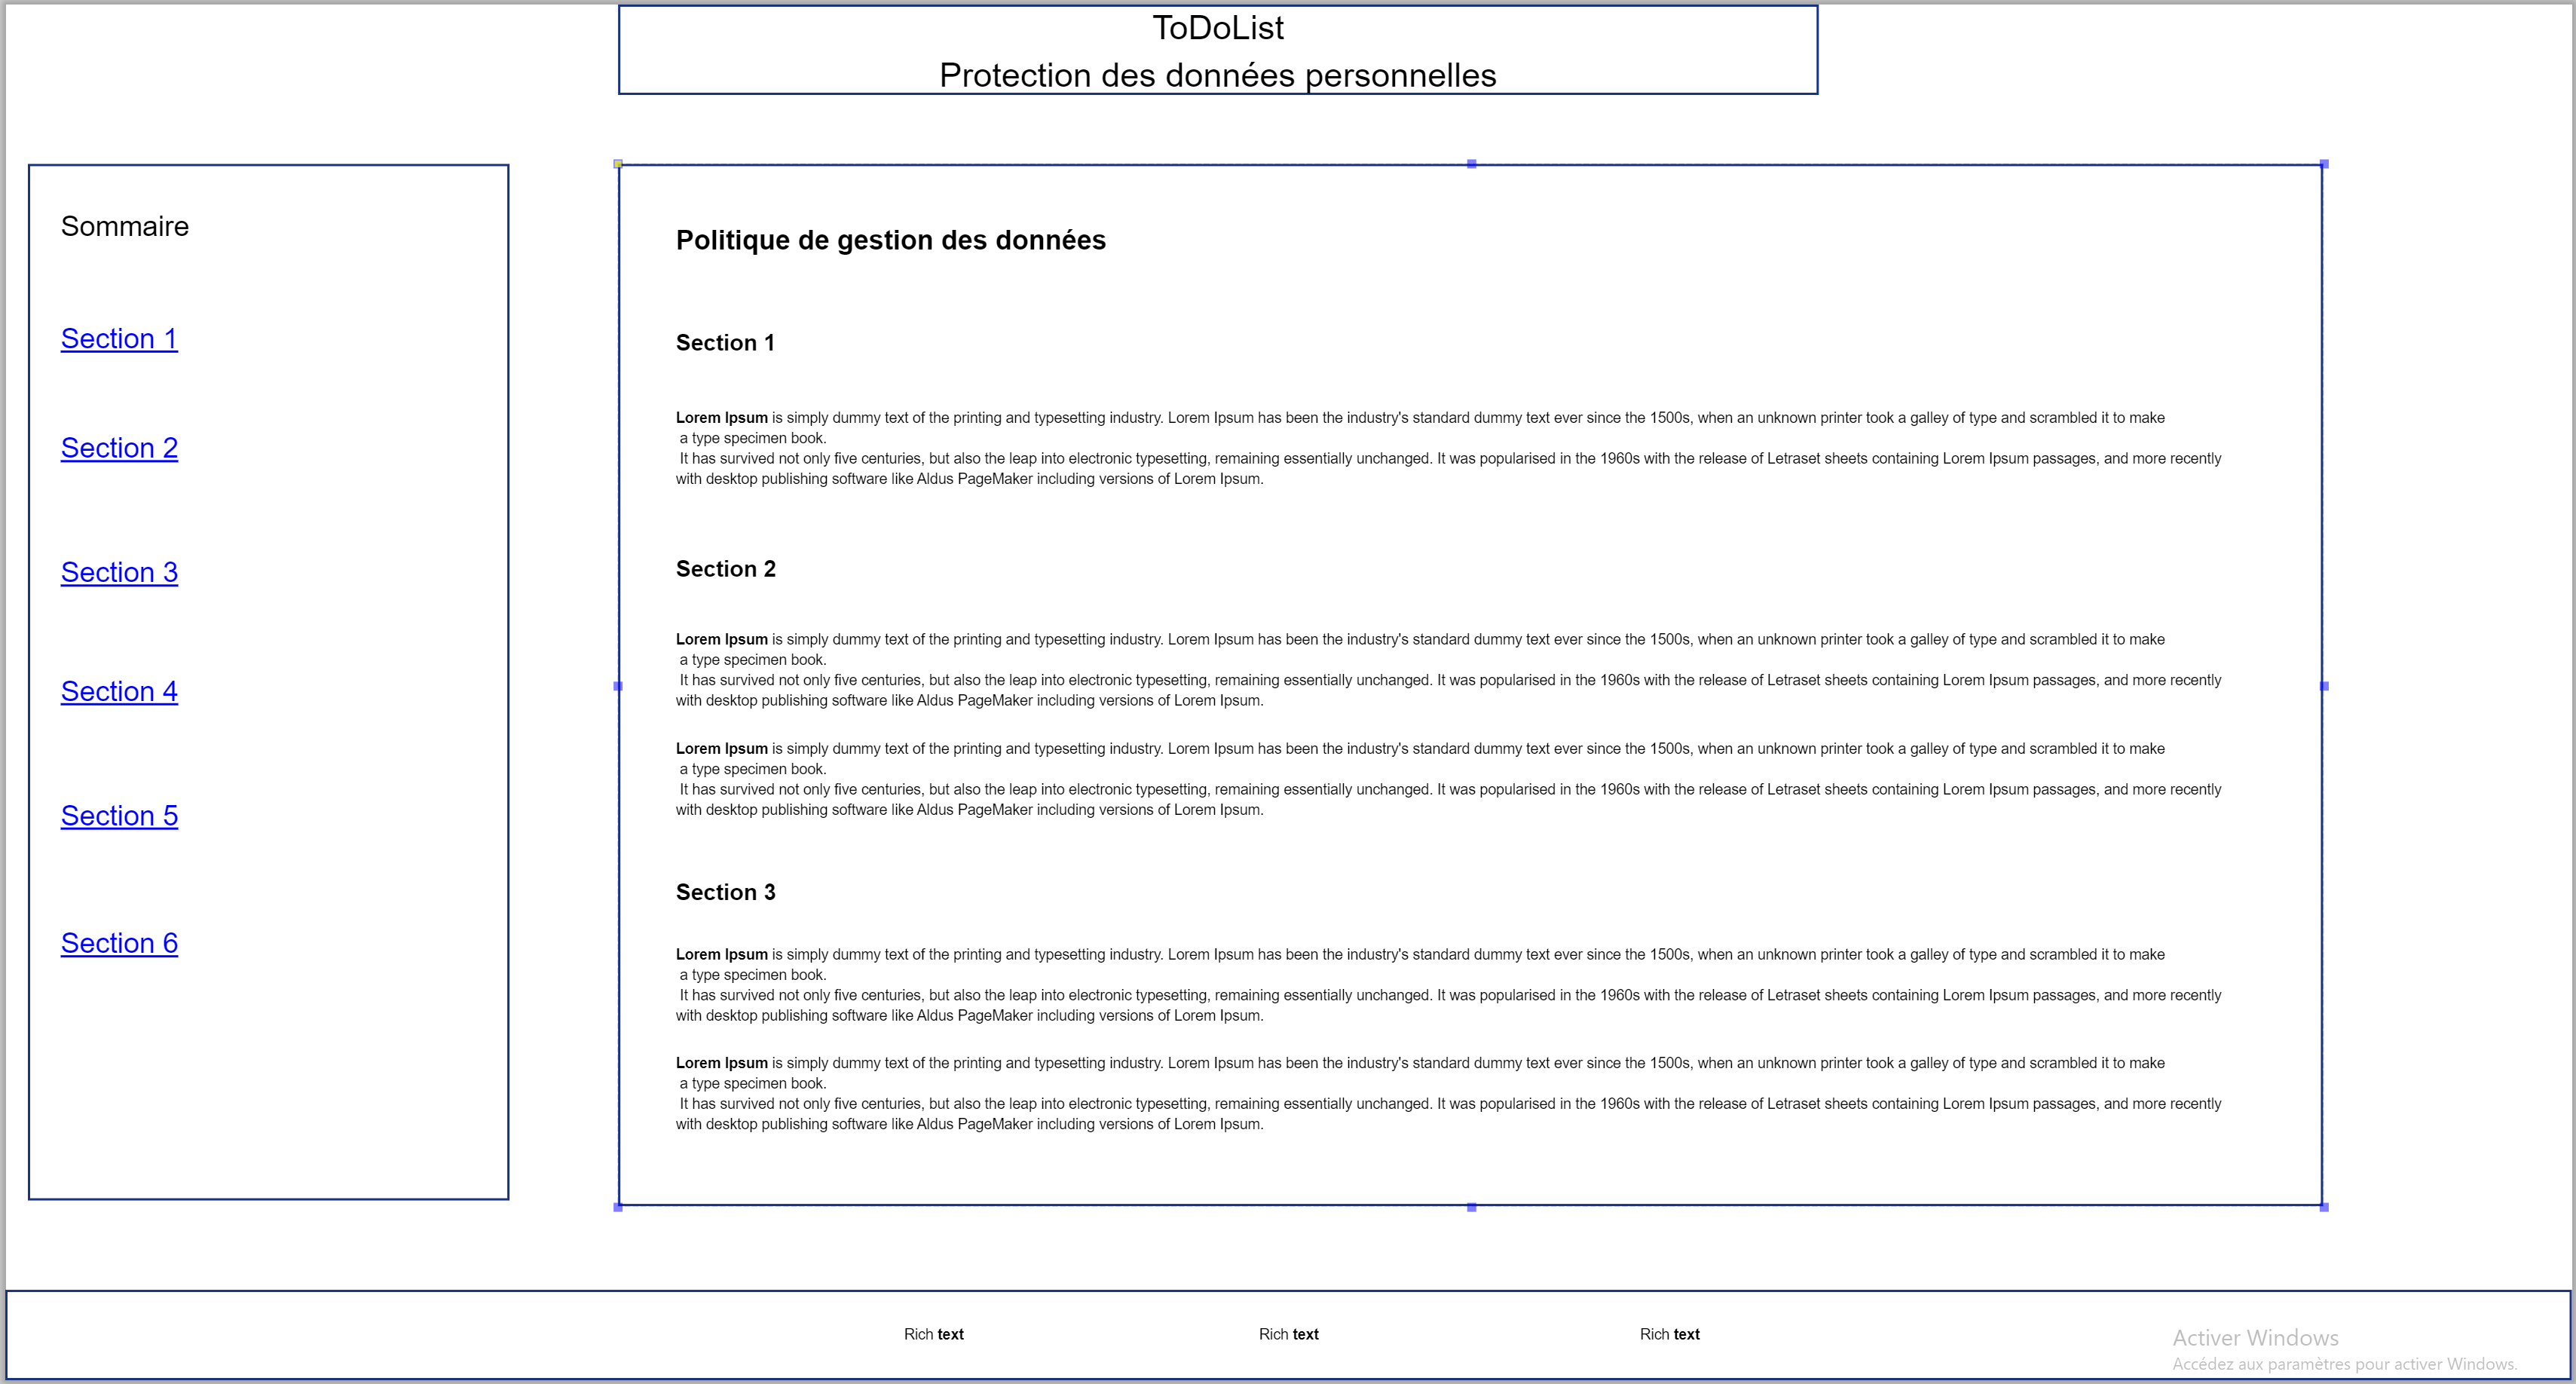 ToDoList
Protection des données personnelles
Sommaire
Section 1
Section 2
Section 3
Section 4
Section 5
Section 6
Politique de gestion des données
Section 1
Lorem Ipsum is simply dummy text of the printing and typesetting industry. Lorem Ipsum has been the industry's standard dummy text ever since the 1500s, when an unknown printer took a galley of type and scrambled it to make
a type specimen book.
It has survived not only five centuries, but also the leap into electronic typesetting, remaining essentially unchanged. It was popularised in the 1960s with the release of Letraset sheets containing Lorem Ipsum passages, and more recently
with desktop publishing software like Aldus PageMaker including versions of Lorem Ipsum.
Section 2
Lorem Ipsum is simply dummy text of the printing and typesetting industry. Lorem Ipsum has been the industry's standard dummy text ever since the 1500s, when an unknown printer took a galley of type and scrambled it to make
a type specimen book.
It has survived not only five centuries, but also the leap into electronic typesetting, remaining essentially unchanged. It was popularised in the 1960s with the release of Letraset sheets containing Lorem Ipsum passages, and more recently
with desktop publishing software like Aldus PageMaker including versions of Lorem Ipsum.
Lorem Ipsum is simply dummy text of the printing and typesetting industry. Lorem Ipsum has been the industry's standard dummy text ever since the 1500s, when an unknown printer took a galley of type and scrambled it to make
a type specimen book.
It has survived not only five centuries, but also the leap into electronic typesetting, remaining essentially unchanged. It was popularised in the 1960s with the release of Letraset sheets containing Lorem Ipsum passages, and more recently
with desktop publishing software like Aldus PageMaker including versions of Lorem Ipsum.
Section 3
Lorem Ipsum is simply dummy text of the printing and typesetting industry. Lorem Ipsum has been the industry's standard dummy text ever since the 1500s, when an unknown printer took a galley of type and scrambled it to make
a type specimen book.
It has survived not only five centuries, but also the leap into electronic typesetting, remaining essentially unchanged. It was popularised in the 1960s with the release of Letraset sheets containing Lorem Ipsum passages, and more recently
with desktop publishing software like Aldus PageMaker including versions of Lorem Ipsum.
Lorem Ipsum is simply dummy text of the printing and typesetting industry. Lorem Ipsum has been the industry's standard dummy text ever since the 1500s, when an unknown printer took a galley of type and scrambled it to make
a type specimen book.
It has survived not only five centuries, but also the leap into electronic typesetting, remaining essentially unchanged. It was popularised in the 1960s with the release of Letraset sheets containing Lorem Ipsum passages, and more recently
with desktop publishing software like Aldus PageMaker including versions of Lorem Ipsum.
Rich text
Rich text
Rich text
Activer Windows
Accédez aux paramètres pour activer Windows.